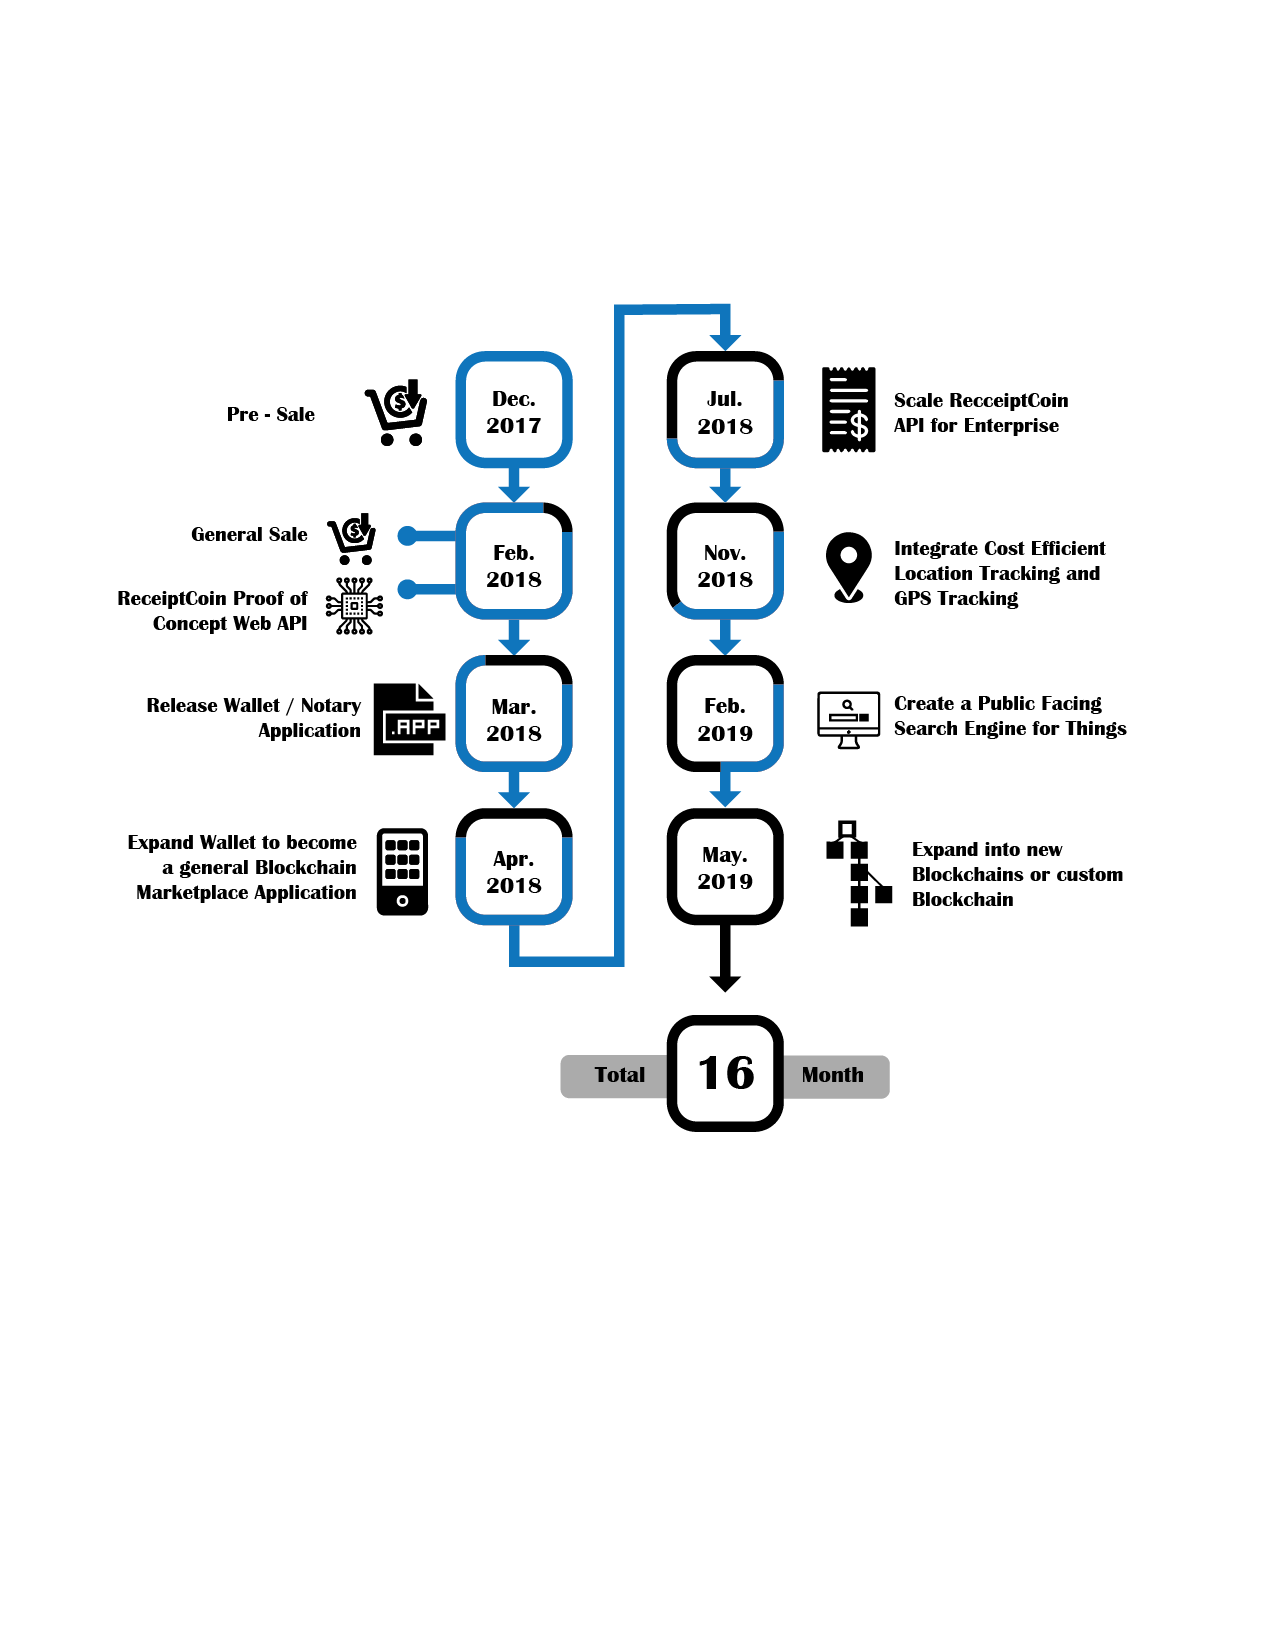 Pre - Sale
Dec.
2017
General Sale
ReceiptCoin Proof of
Concept Web API
Feb.
2018
Release Wallet / Notary
Application
.APP
Mar.
2018
Expand Wallet to become
a general Blockchain
Marketplace Application
Apr.
2018
Jul.
2018
Scale RecceiptCoin
API for Enterprise
Nov.
2018
Integrate Cost Efficient
Location Tracking and
GPS Tracking
Feb.
2019
Create a Public Facing
Search Engine for Things
May.
2019
Expand into new
Blockchains or custom
Blockchain
Total 16 Month